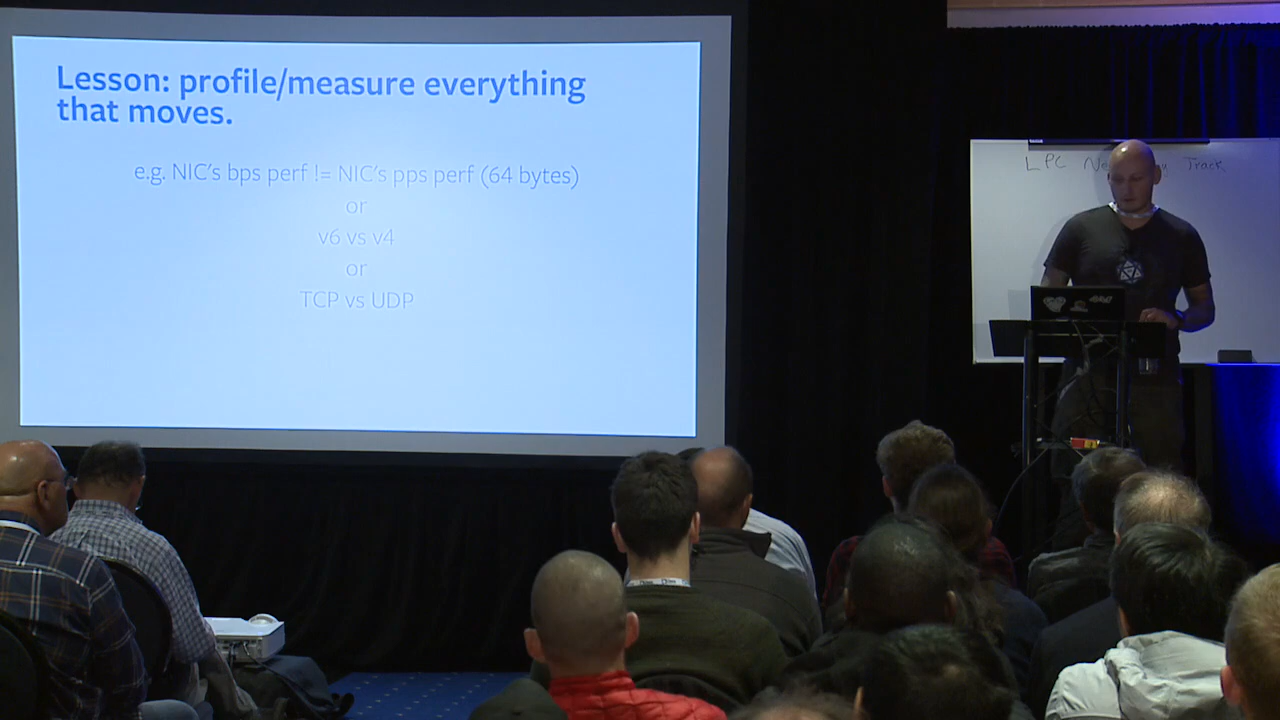 Lesson: profile/measure everything
that moves.
e.g. NIC's bps perf != NIC's pps perf (64 bytes)
or
v6 vs v4
or
TCP vs UDP
LPC Track